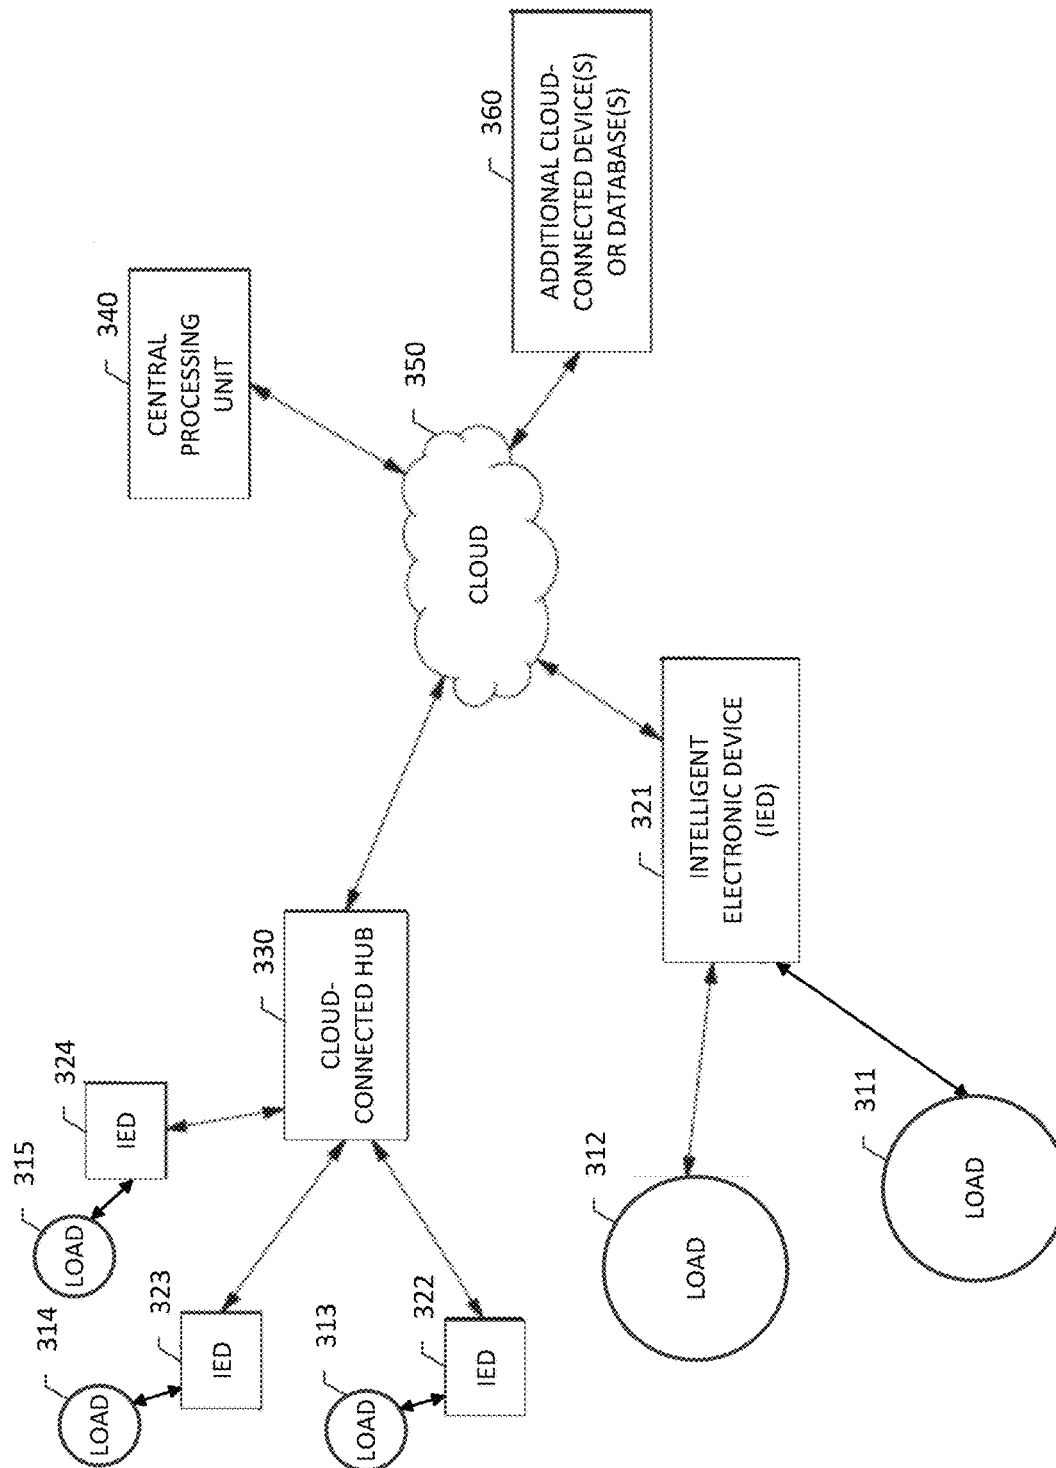 315
LOAD
324
IED
314
LOAD
323
IED
313
LOAD
322
IED
330
CLOUD-
CONNECTED HUB
340
CENTRAL
PROCESSING
UNIT
350
CLOUD
360
ADDITIONAL CLOUD-
CONNECTED DEVICE(S)
OR DATABASE(S)
321
INTELLIGENT
ELECTRONIC DEVICE
(IED)
312
LOAD
311
LOAD